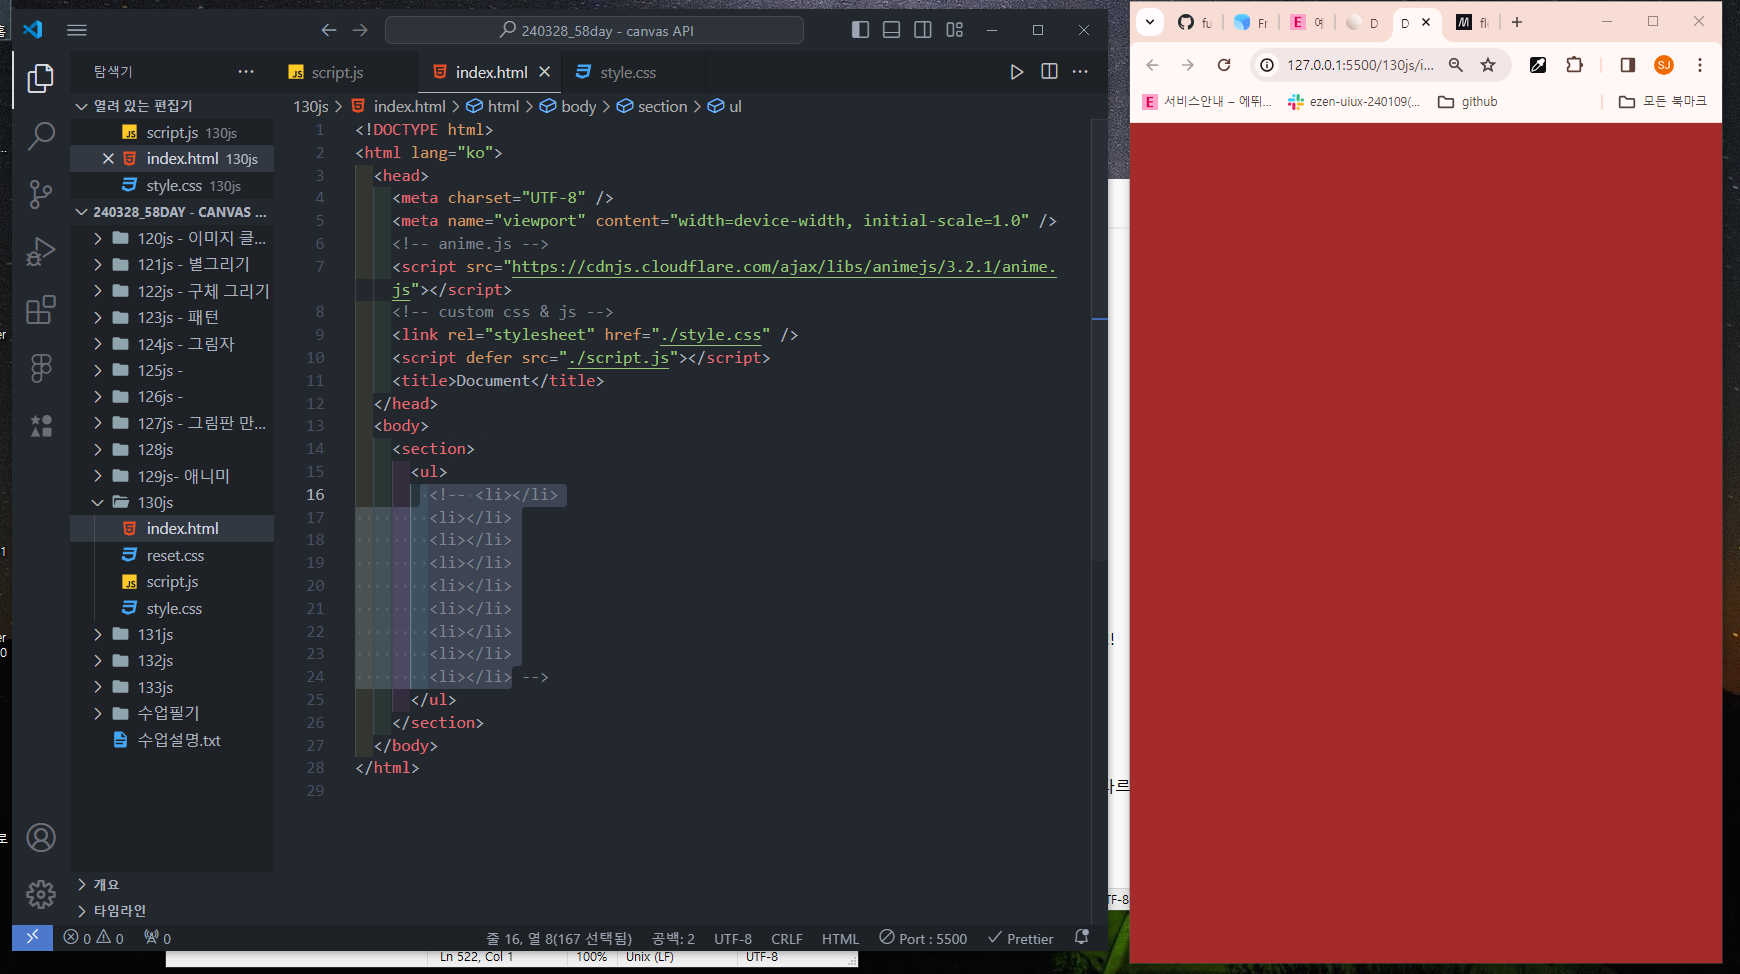 240328_58day - canvas API
탐색기
script.js
index.html
style.css
열려 있는 편집기
script.js 130js
index.html 130js
style.css 130js
240328_58DAY - CANVAS ...
120js - 이미지 클...
121js - 별그리기
122js - 구체 그리기
123js - 패턴
124js - 그림자
125js -
126js -
127js - 그림판 만...
128js
129js- 애니미
130js
index.html
reset.css
script.js
style.css
131js
132js
133js
수업필기
수업설명.txt
개요
타임라인
130js > index.html > html > body > section > ul
1 <!DOCTYPE html>
2 <html lang="ko">
3 <head>
4 <meta charset="UTF-8" />
5 <meta name="viewport" content="width=device-width, initial-scale=1.0" />
6 <!-- anime.js -->
7 <script src="https://cdnjs.cloudflare.com/ajax/libs/animejs/3.2.1/anime.
js"></script>
8 <!-- custom css & js -->
9 <link rel="stylesheet" href="./style.css" />
10 <script defer src="./script.js"></script>
11 <title>Document</title>
12 </head>
13 <body>
14 <section>
15 <ul>
16 <!-- <li></li>
17 <li></li>
18 <li></li>
19 <li></li>
20 <li></li>
21 <li></li>
22 <li></li>
23 <li></li>
24 <li></li> -->
25 </ul>
26 </section>
27 </body>
28 </html>
29
0 0 0
줄 16, 열 8(167 선택됨) 공백: 2 UTF-8 CRLF HTML Port : 5500 Prettier
Ln 522, Col 1 100% Unix (LF) UTF-8
fu Fr 에 D D fl
127.0.0.1:5500/130js/i... SJ
서비스안내 – 에뛰... ezen-uiux-240109(... github 모든 북마크
TF-8